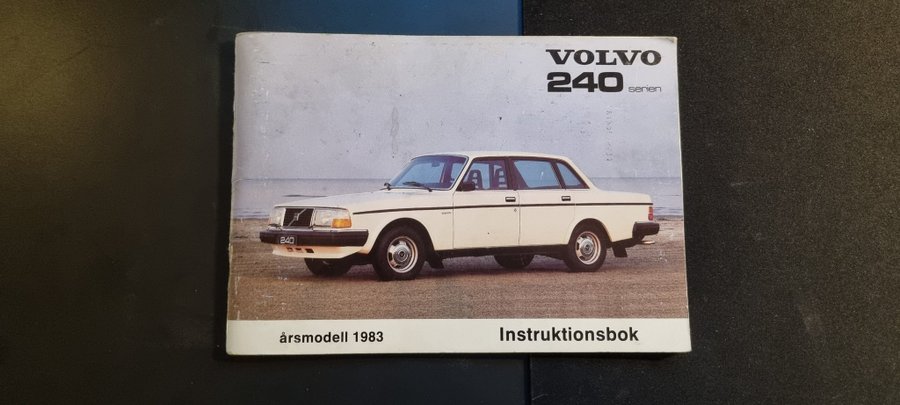 VOLVO
240 serien
240
årsmodell 1983
Instruktionsbok